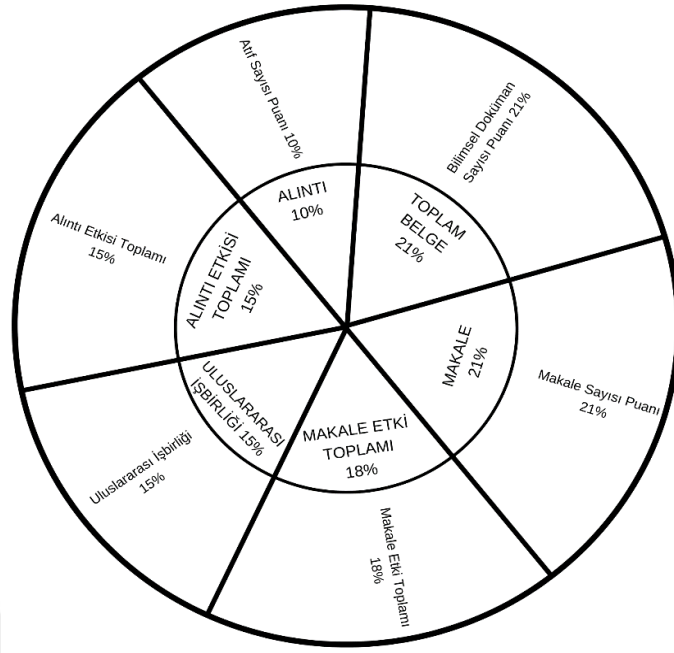 Atıf Sayısı Puanı 10%
Bilimsel Doküman
Sayısı Puanı 21%
ALINTI
10%
TOPLAM
BELGE
21%
Alıntı Etkisi Toplamı
15%
ALINTI ETKİSİ
TOPLAMI
15%
MAKALE
21%
Makale Sayısı Puanı
21%
ULUSLARARASI
İŞBİRLİĞİ 15%
MAKALE ETKİ
TOPLAMI
18%
Uluslararası İşbirliği
15%
Makale Etki Toplamı
18%